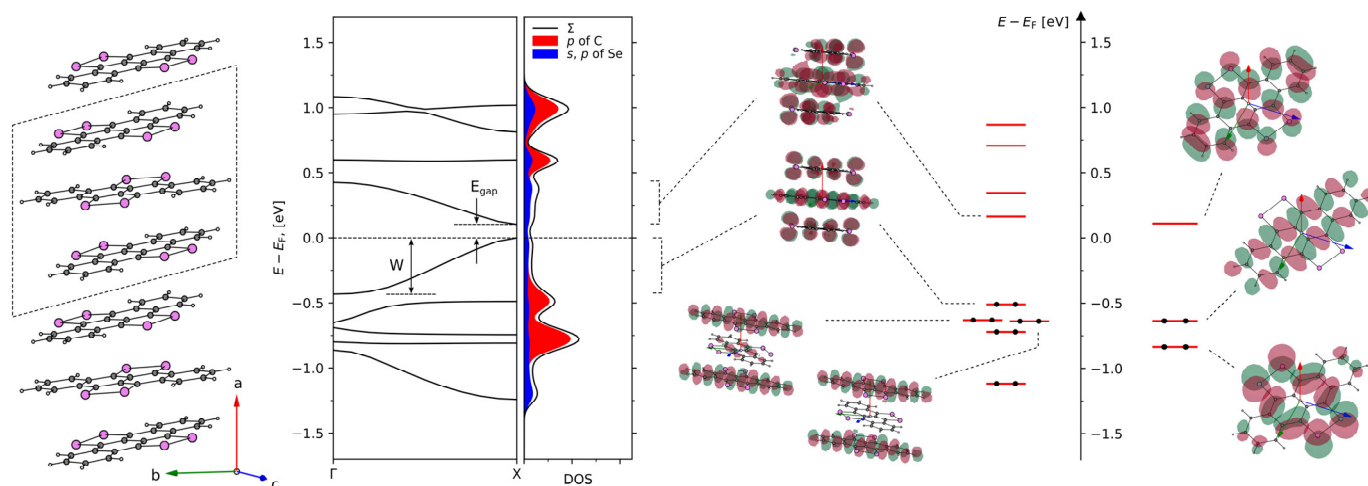 a
b
c
E − E_F, [eV]
1.5
1.0
0.5
0.0
−0.5
−1.0
−1.5
E_gap
W
Γ
X
Σ
p of C
s, p of Se
DOS
E − E_F [eV]
1.5
1.0
0.5
0.0
−0.5
−1.0
−1.5